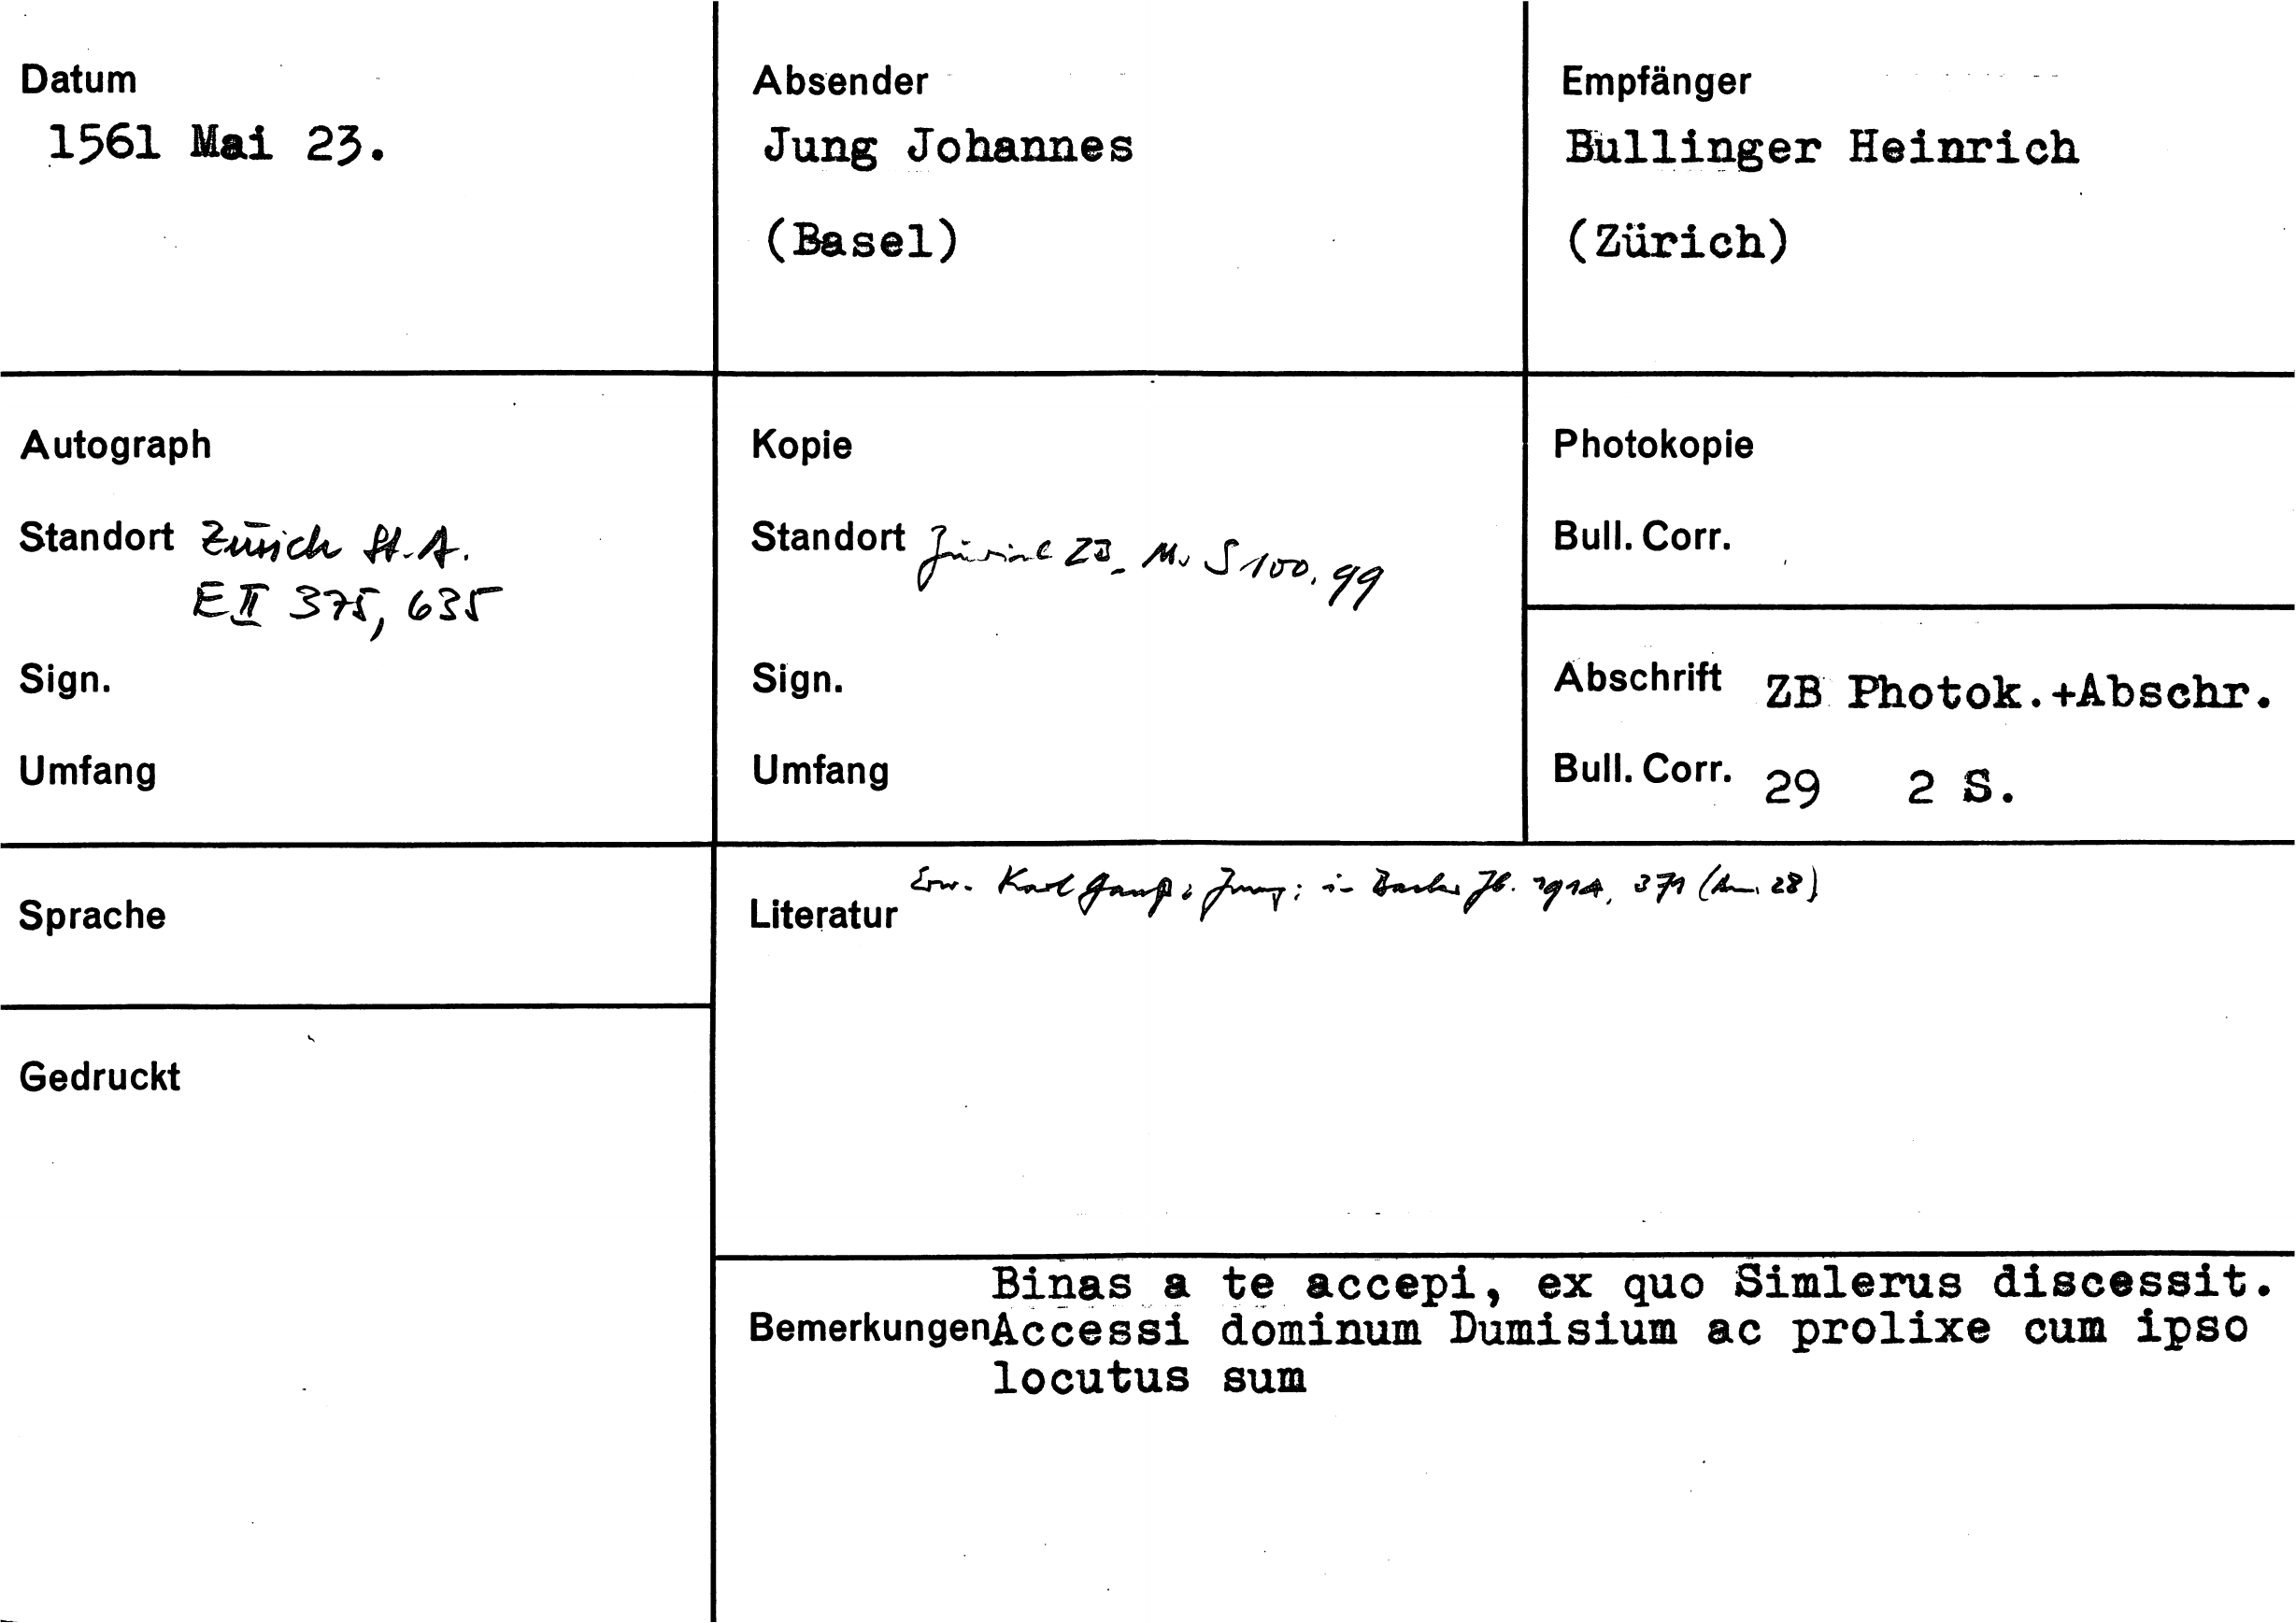 Datum
1561 Mai 23.
Absender
Jung Johannes
(Basel)
Empfänger
Bullinger Heinrich
(Zürich)
Autograph
Standort Zürich St.A.
E II 375, 635
Sign.
Umfang
Kopie
Standort Zürich ZB Ms S 100, 99
Sign.
Umfang
Photokopie
Bull. Corr.
Abschrift ZB Photok.+Abschr.
Bull. Corr. 29 2 S.
Sprache
Gedruckt
Literatur Erw. Karl Gauß: Jung; in Basler Jb. 1914, 371 (Anm. 28)
Binas a te accepi, ex quo Simlerus discessit.
Bemerkungen Accessi dominum Dumisium ac prolixe cum ipso
locutus sum